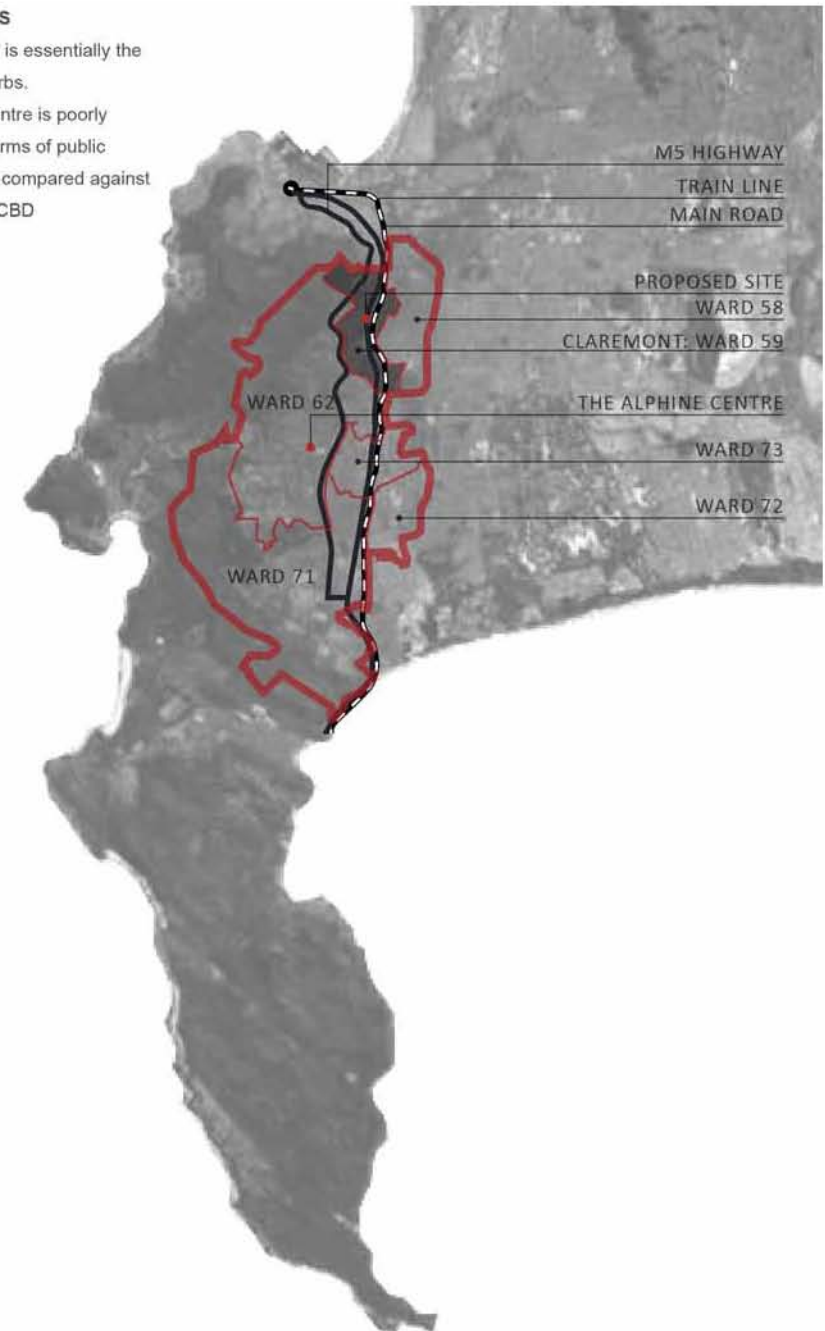 s
is essentially the
rbs.
ntre is poorly
rms of public
compared against
CBD
M5 HIGHWAY
TRAIN LINE
MAIN ROAD
PROPOSED SITE
WARD 58
CLAREMONT: WARD 59
WARD 62
THE ALPHINE CENTRE
WARD 73
WARD 72
WARD 71